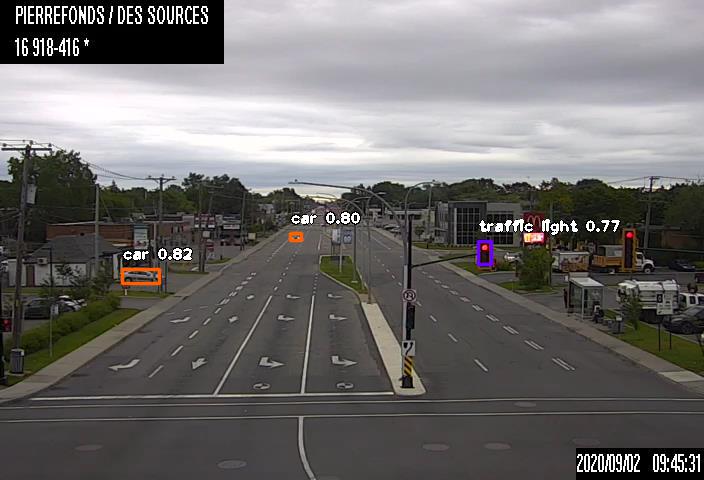 PIERREFONDS / DES SOURCES
16 918-416 *
car 0.80
traffic light 0.77
car 0.82
2020/09/02 09:45:31